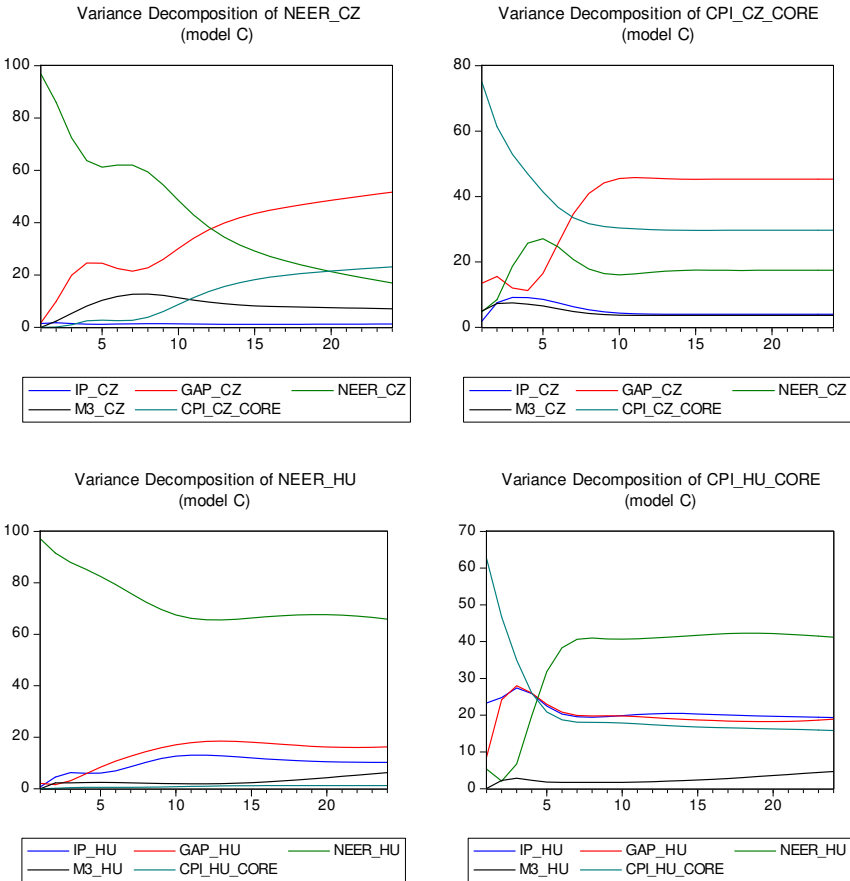 Variance Decomposition of NEER_CZ
(model C)
100
80
60
40
20
0
5
10
15
20
IP_CZ
GAP_CZ
NEER_CZ
M3_CZ
CPI_CZ_CORE
Variance Decomposition of CPI_CZ_CORE
(model C)
80
60
40
20
0
5
10
15
20
IP_CZ
GAP_CZ
NEER_CZ
M3_CZ
CPI_CZ_CORE
Variance Decomposition of NEER_HU
(model C)
100
80
60
40
20
0
5
10
15
20
IP_HU
GAP_HU
NEER_HU
M3_HU
CPI_HU_CORE
Variance Decomposition of CPI_HU_CORE
(model C)
70
60
50
40
30
20
10
0
5
10
15
20
IP_HU
GAP_HU
NEER_HU
M3_HU
CPI_HU_CORE